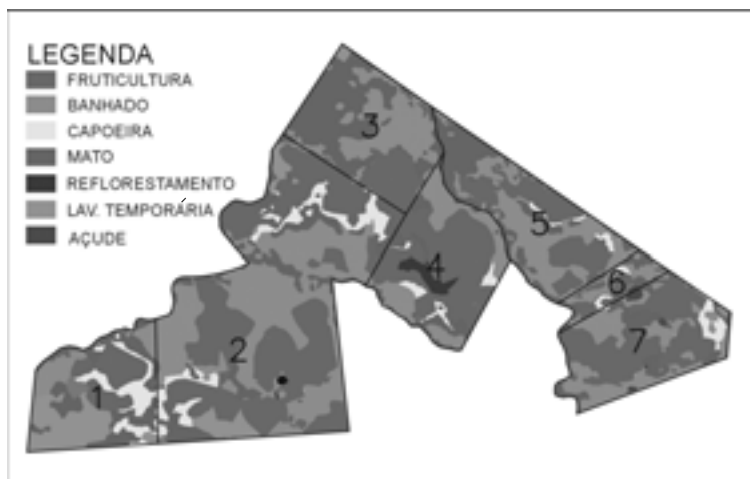 LEGENDA
FRUTICULTURA
BANHADO
CAPOEIRA
MATO
REFLORESTAMENTO
LAV. TEMPORÁRIA
AÇUDE
3
5
4
6
2
7
1